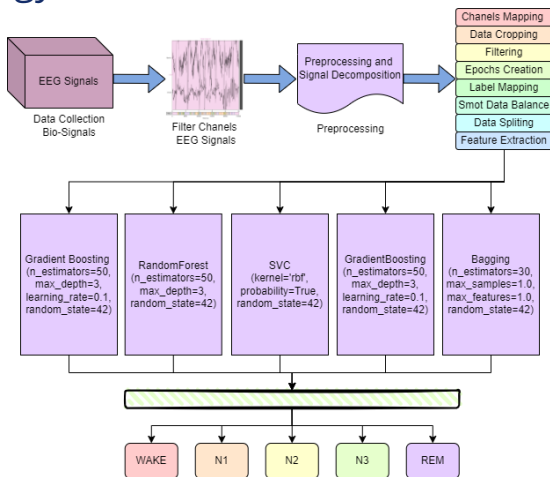 gy
EEG Signals
Data Collection
Bio-Signals
Filter Chanels
EEG Signals
Preprocessing and
Signal Decomposition
Preprocessing
Chanels Mapping
Data Cropping
Filtering
Epochs Creation
Label Mapping
Smot Data Balance
Data Spliting
Feature Extraction
Gradient Boosting
(n_estimators=50,
max_depth=3,
learning_rate=0.1,
random_state=42)
RandomForest
(n_estimators=50,
max_depth=3,
random_state=42)
SVC
(kernel='rbf',
probability=True,
random_state=42)
GradientBoosting
(n_estimators=50,
max_depth=3,
learning_rate=0.1,
random_state=42)
Bagging
(n_estimators=30,
max_samples=1.0,
max_features=1.0,
random_state=42)
WAKE
N1
N2
N3
REM